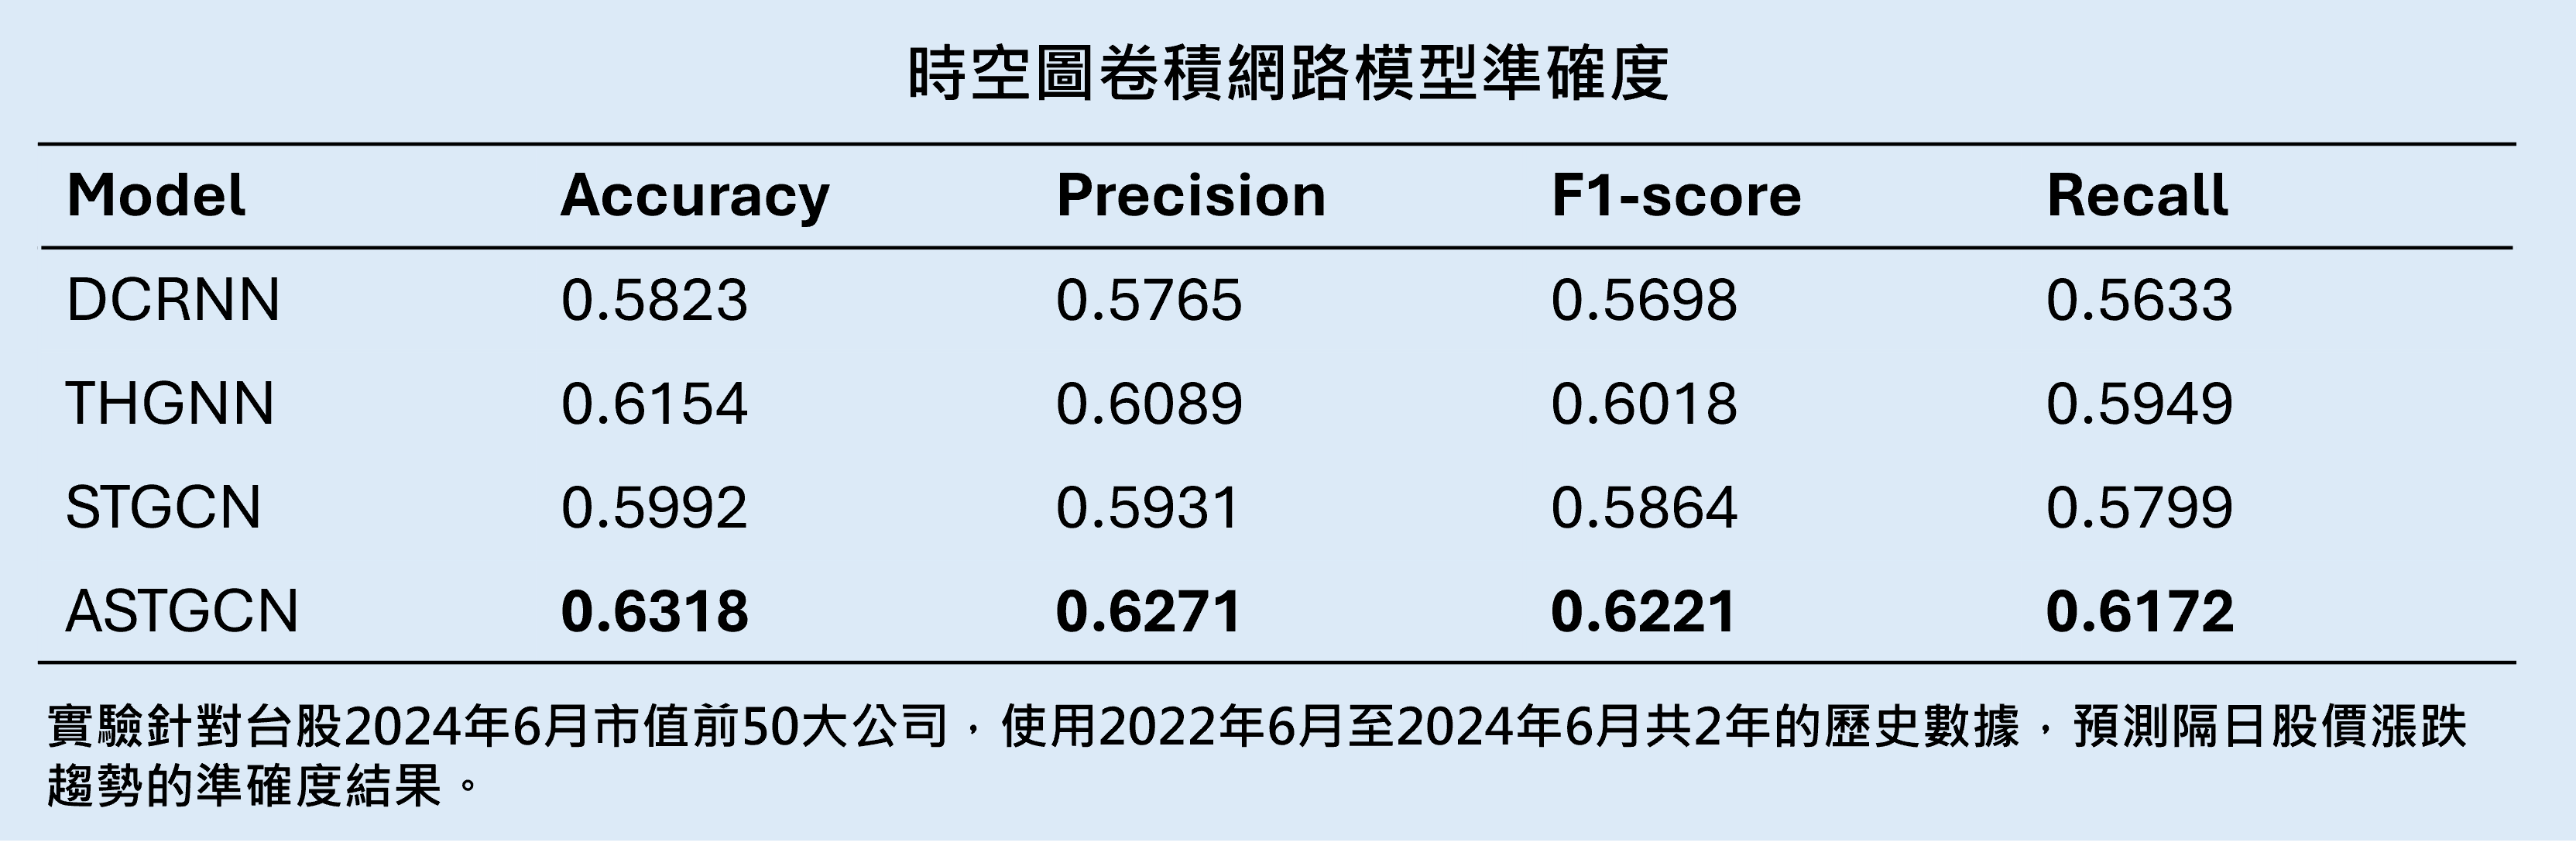 時空圖卷積網路模型準確度
Model Accuracy Precision F1-score Recall
DCRNN 0.5823 0.5765 0.5698 0.5633
THGNN 0.6154 0.6089 0.6018 0.5949
STGCN 0.5992 0.5931 0.5864 0.5799
ASTGCN 0.6318 0.6271 0.6221 0.6172
實驗針對台股2024年6月市值前50大公司，使用2022年6月至2024年6月共2年的歷史數據，預測隔日股價漲跌
趨勢的準確度結果。